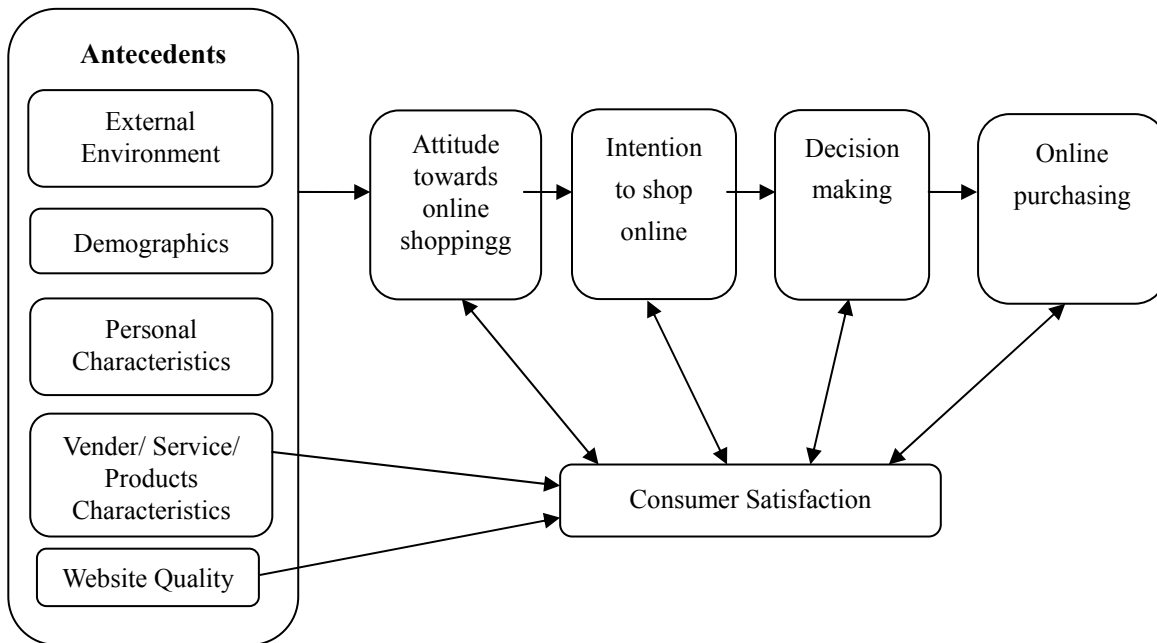 Antecedents
External
Environment
Demographics
Personal
Characteristics
Vender/ Service/
Products
Characteristics
Website Quality
Attitude
towards
online
shoppingg
Intention
to shop
online
Decision
making
Online
purchasing
Consumer Satisfaction